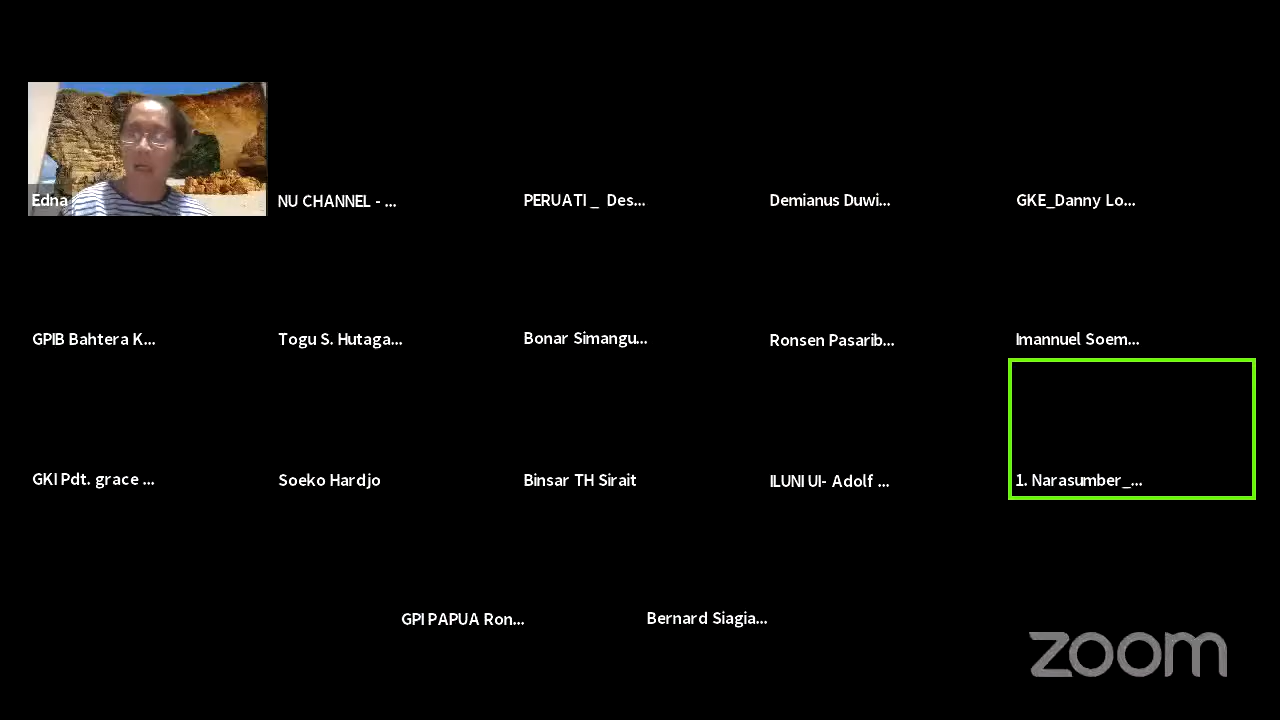 Edna
NU CHANNEL - ...
PERUATI _ Des...
Demianus Duwi...
GKE_Danny Lo...
GPIB Bahtera K...
Togu S. Hutaga...
Bonar Simangu...
Ronsen Pasarib...
Imannuel Soem...
GKI Pdt. grace ...
Soeko Hardjo
Binsar TH Sirait
ILUNI UI- Adolf ...
1. Narasumber_...
GPI PAPUA Ron...
Bernard Siagia...
zoom